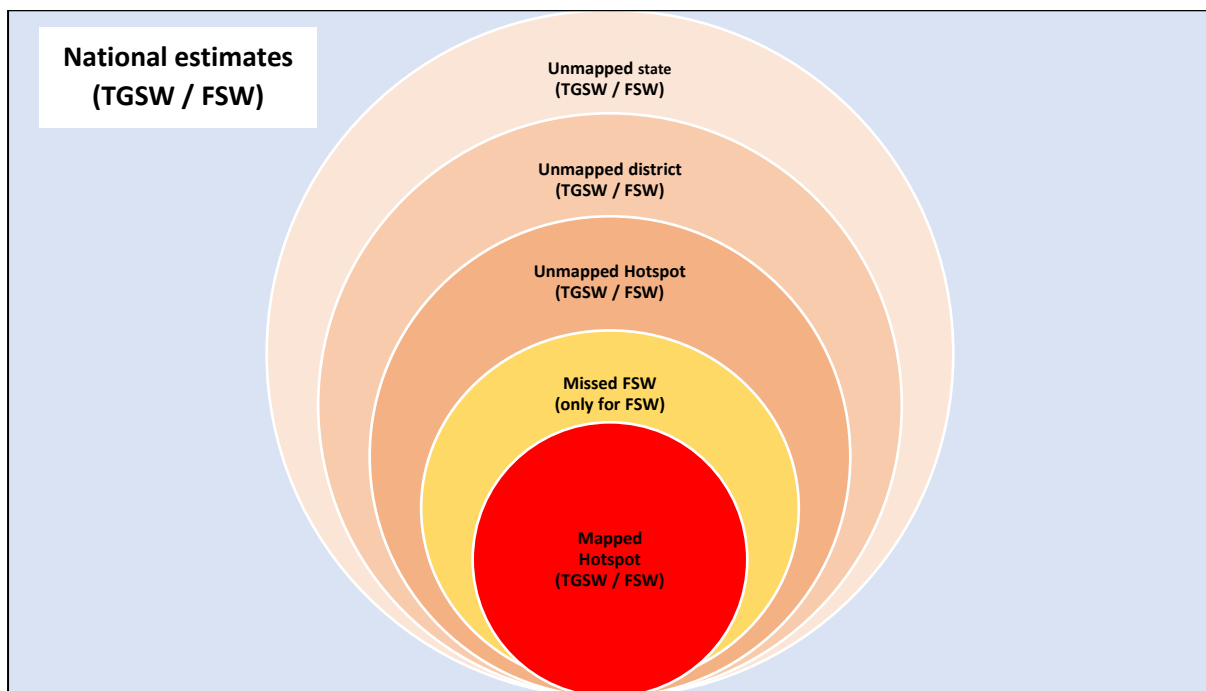 National estimates
(TGSW / FSW)
Unmapped state
(TGSW / FSW)
Unmapped district
(TGSW / FSW)
Unmapped Hotspot
(TGSW / FSW)
Missed FSW
(only for FSW)
Mapped
Hotspot
(TGSW / FSW)